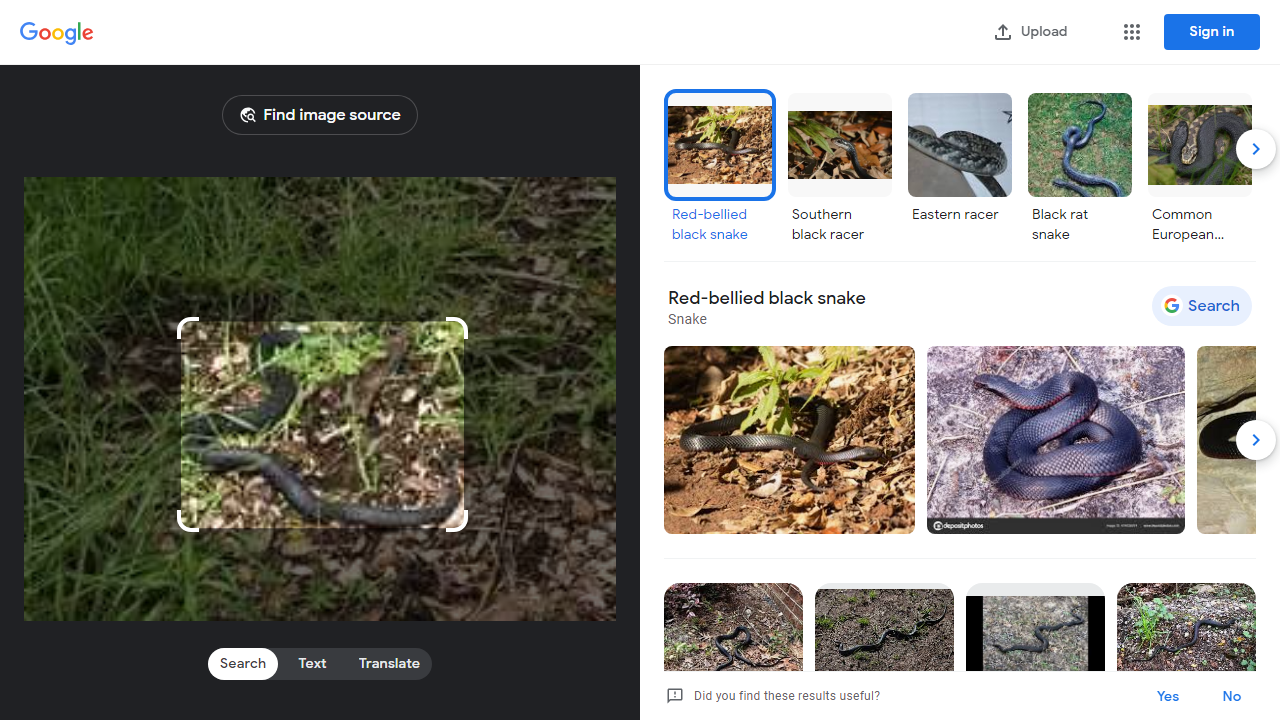 Google
Upload
Sign in
Find image source
Red-bellied
black snake
Southern
black racer
Eastern racer
Black rat
snake
Common
European...
Red-bellied black snake
Snake
Search
depositphotos
Search
Text
Translate
Did you find these results useful?
Yes
No